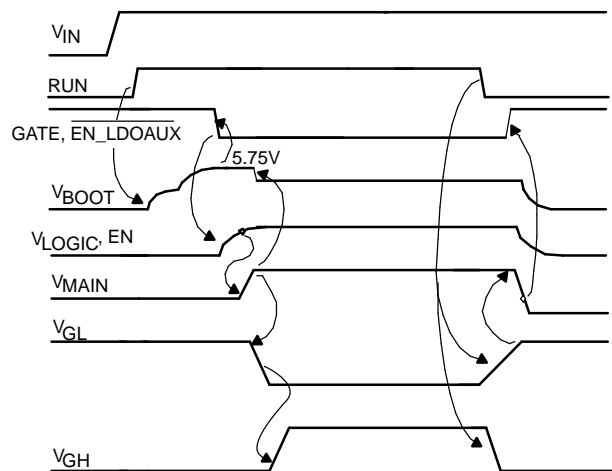 VIN
RUN
GATE, EN_LDOAUX
5.75V
VBOOT
VLOGIC, EN
VMAIN
VGL
VGH